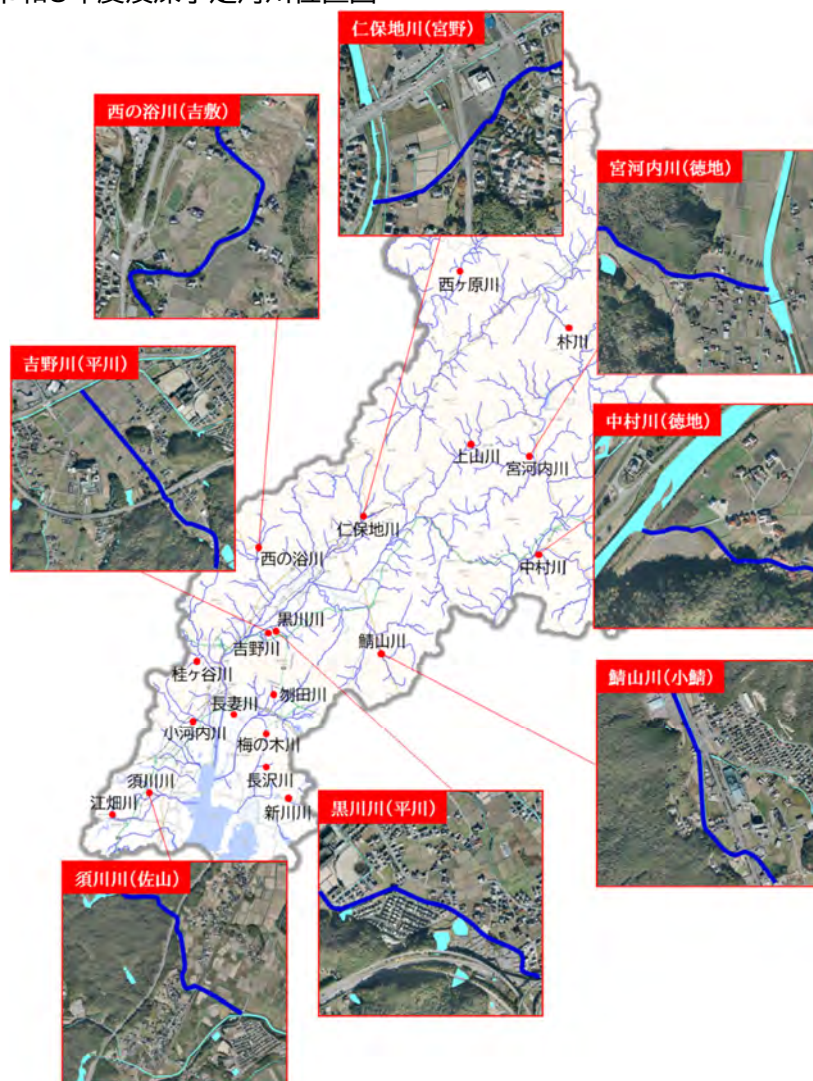 年度浚渫予定河川位置図
仁保地川(宮野)
西の浴川(吉敷)
宮河内川(徳地)
西ヶ原川
朴川
吉野川(平川)
中村川(徳地)
上山川
宮河内川
仁保地川
西の浴川
中村川
黒川川
吉野川
鯖山川
桂ヶ谷川
鯖山川(小鯖)
刎田川
長妻川
小河内川
梅の木川
長沢川
須川川
新川川
江畑川
黒川川(平川)
須川川(佐山)